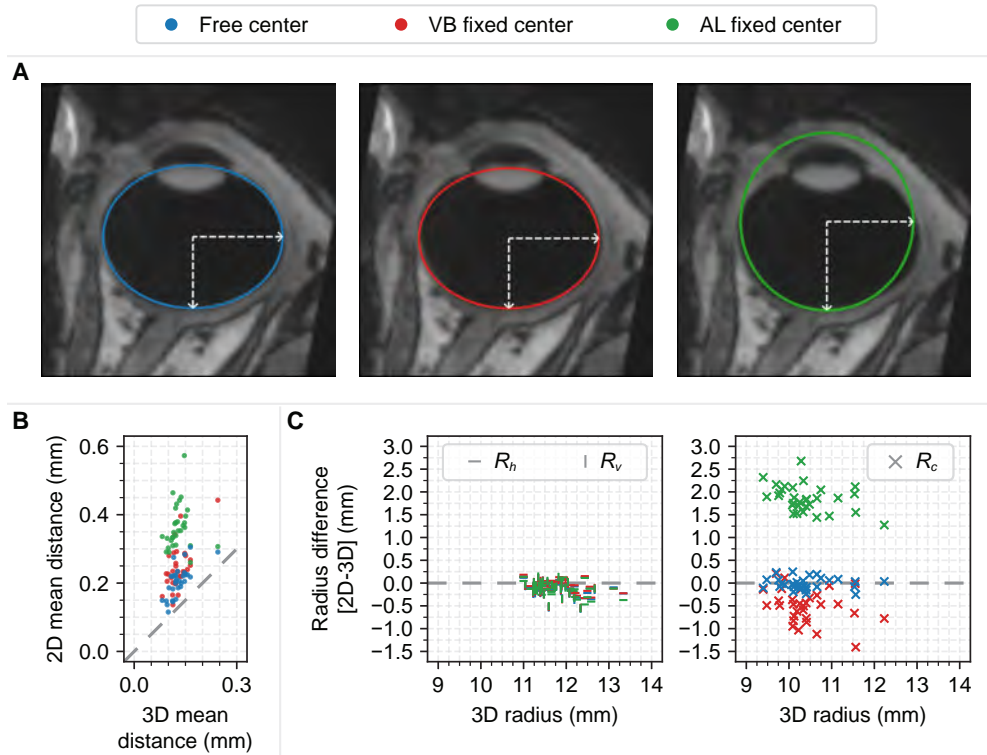 Free center
VB fixed center
AL fixed center
A
B
2D mean distance (mm)
0.6
0.4
0.2
0.0
0.0
0.3
3D mean
distance (mm)
C
Radius difference
[2D-3D] (mm)
3.0
2.5
2.0
1.5
1.0
0.5
0.0
−0.5
−1.0
−1.5
R_h
R_v
9
10
11
12
13
14
3D radius (mm)
3.0
2.5
2.0
1.5
1.0
0.5
0.0
−0.5
−1.0
−1.5
R_c
9
10
11
12
13
14
3D radius (mm)